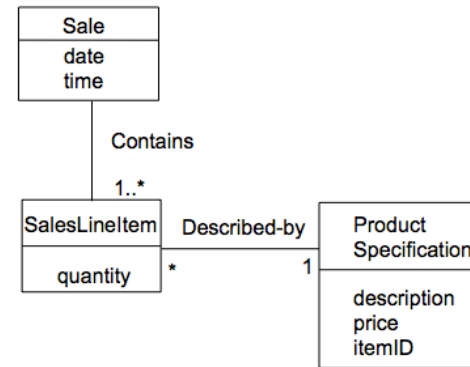 Sale
date
time
Contains
1..*
SalesLineItem
quantity
Described-by
*
1
Product
Specification
description
price
itemID